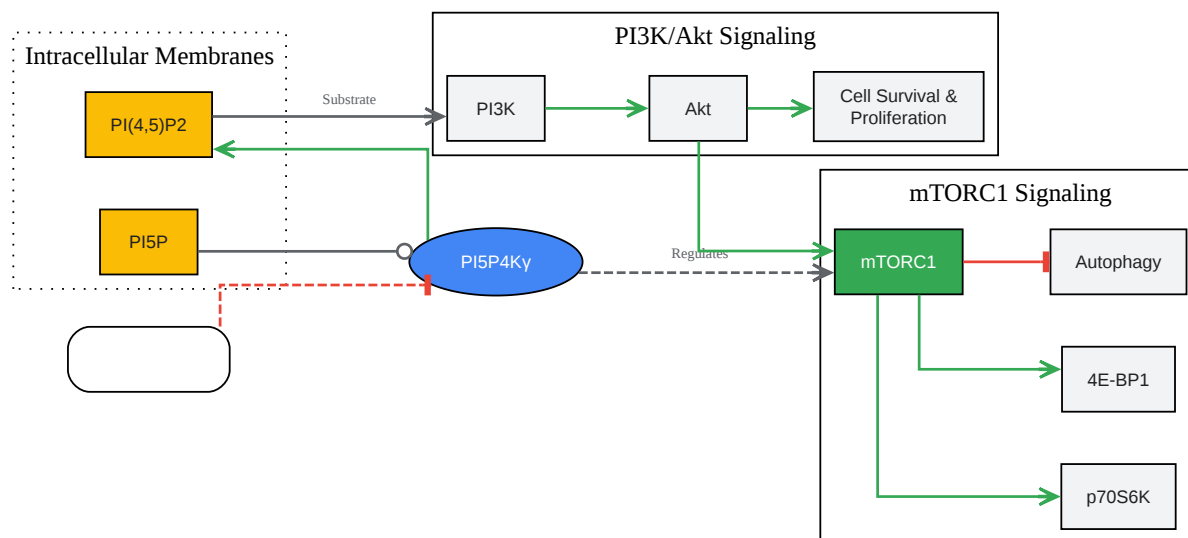 PI3K/Akt Signaling
Intracellular Membranes
Substrate
PI(4,5)P2
PI3K
Akt
Cell Survival &
Proliferation
mTORC1 Signaling
PI5P
PI5P4Kγ
Regulates
mTORC1
Autophagy
4E-BP1
p70S6K